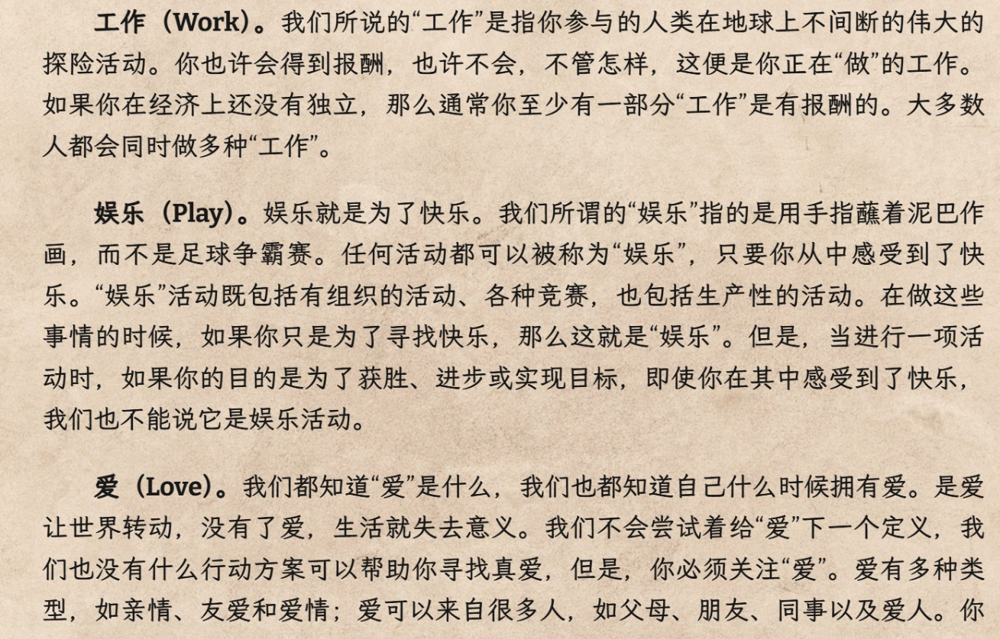 工作（Work）。我们所说的“工作”是指你参与的人类在地球上不间断的伟大的
探险活动。你也许会得到报酬，也许不会，不管怎样，这便是你正在“做”的工作。
如果你在经济上还没有独立，那么通常你至少有一部分“工作”是有报酬的。大多数
人都会同时做多种“工作”。
娱乐（Play）。娱乐就是为了快乐。我们所谓的“娱乐”指的是用手指蘸着泥巴作
画，而不是足球争霸赛。任何活动都可以被称为“娱乐”，只要你从中感受到了快
乐。“娱乐”活动既包括有组织的活动、各种竞赛，也包括生产性的活动。在做这些
事情的时候，如果你只是为了寻找快乐，那么这就是“娱乐”。但是，当进行一项活
动时，如果你的目的是为了获胜、进步或实现目标，即使你在其中感受到了快乐，
我们也不能说它是娱乐活动。
爱（Love）。我们都知道“爱”是什么，我们也都知道自己什么时候拥有爱。是爱
让世界转动，没有了爱，生活就失去意义。我们不会尝试着给“爱”下一个定义，我
们也没有什么行动方案可以帮助你寻找真爱，但是，你必须关注“爱”。爱有多种类
型，如亲情、友爱和爱情；爱可以来自很多人，如父母、朋友、同事以及爱人。你